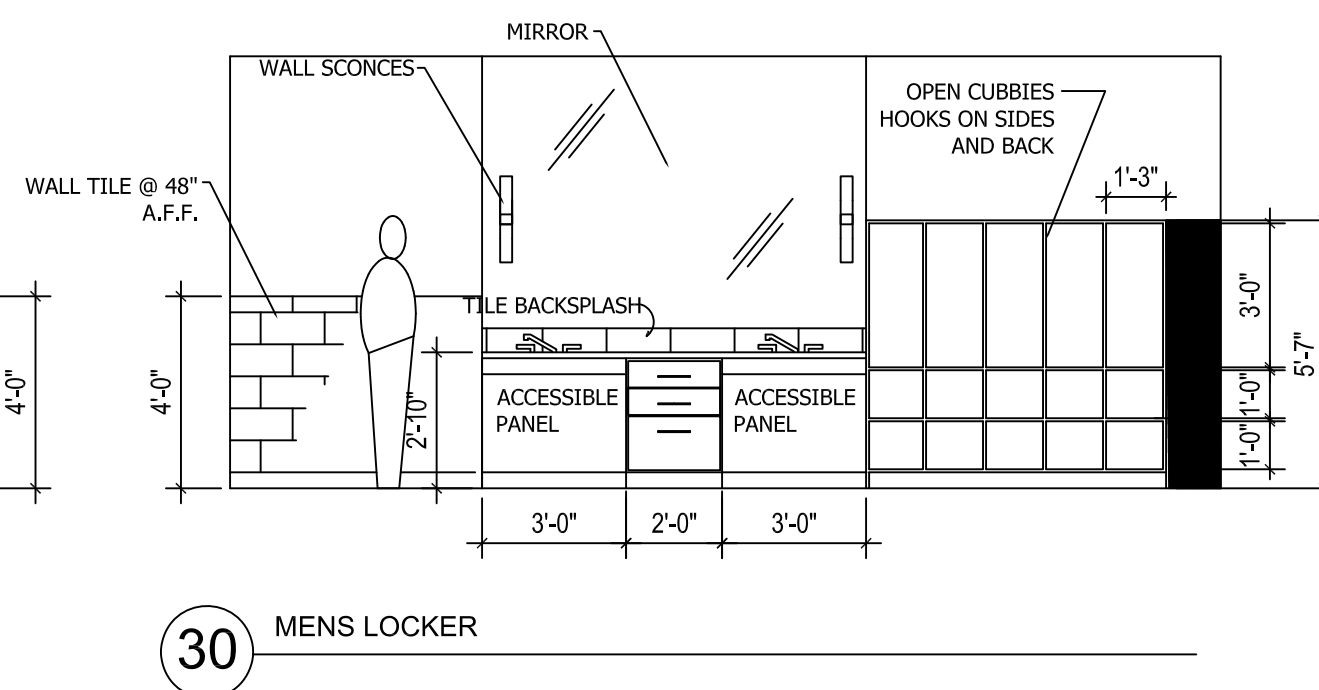 MIRROR
WALL SCONCES
OPEN CUBBIES
HOOKS ON SIDES
AND BACK
WALL TILE @ 48"
A.F.F.
1'-3"
TILE BACKSPLASH
3'-0"
5'-7"
4'-0"
4'-0"
2'-10"
ACCESSIBLE
PANEL
ACCESSIBLE
PANEL
1'-0"
1'-0"
3'-0"
2'-0"
3'-0"
30
MENS LOCKER